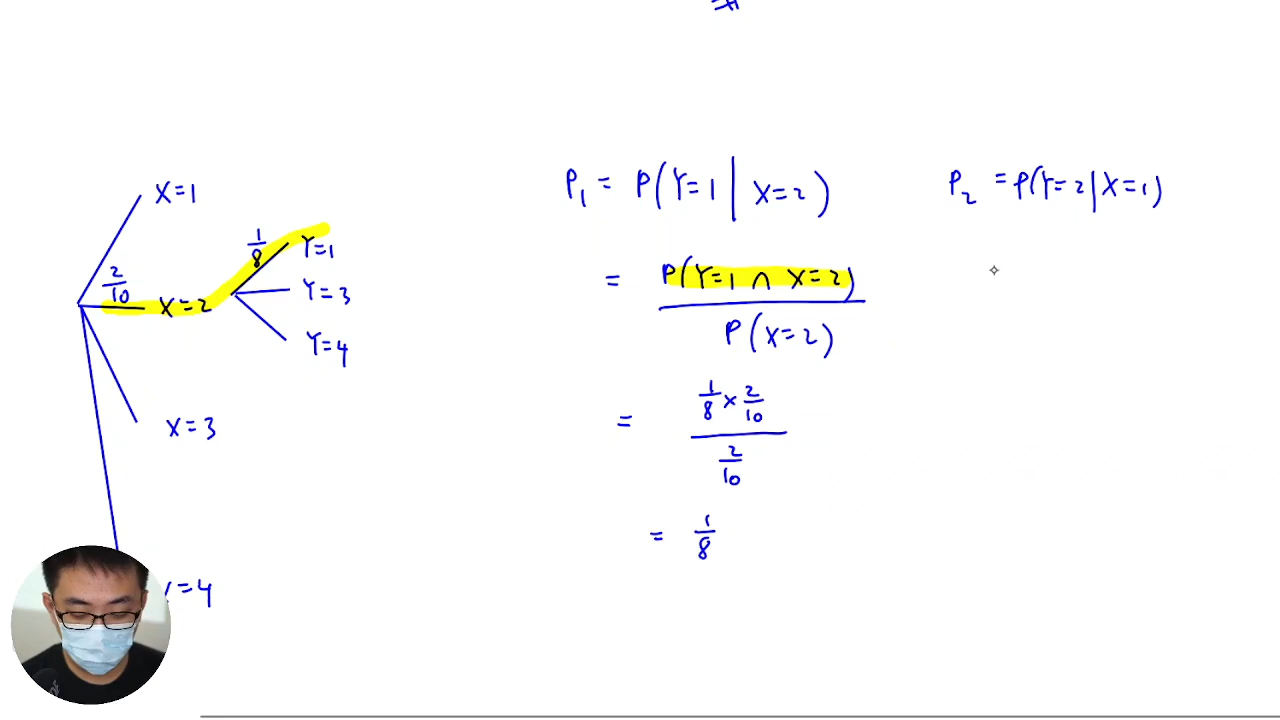 X=1
2/10
X=2
1/8
Y=1
Y=3
Y=4
X=3
=4
P₁ = P(Y=1 | X=2)
= P(Y=1 ∩ X=2)
P(X=2)
= 1/8 × 2/10
2/10
= 1/8
P₂ = P(Y=2 | X=1)